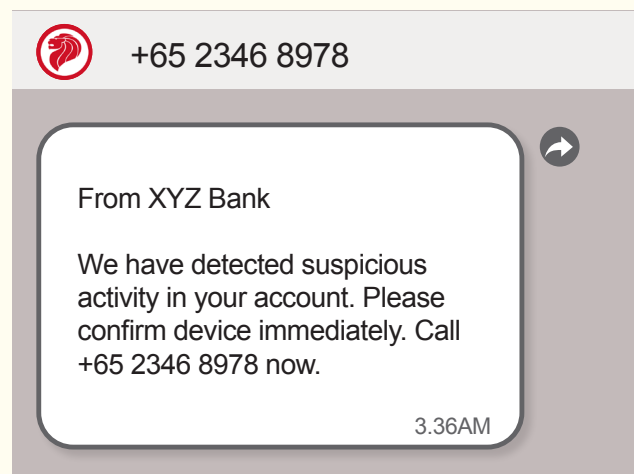 +65 2346 8978
From XYZ Bank
We have detected suspicious
activity in your account. Please
confirm device immediately. Call
+65 2346 8978 now.
3.36AM